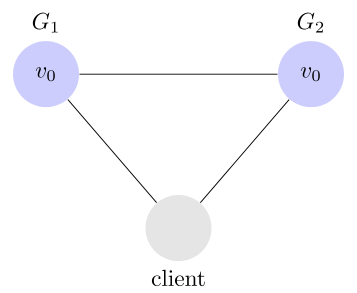 G₁ G₂
v₀ v₀
client